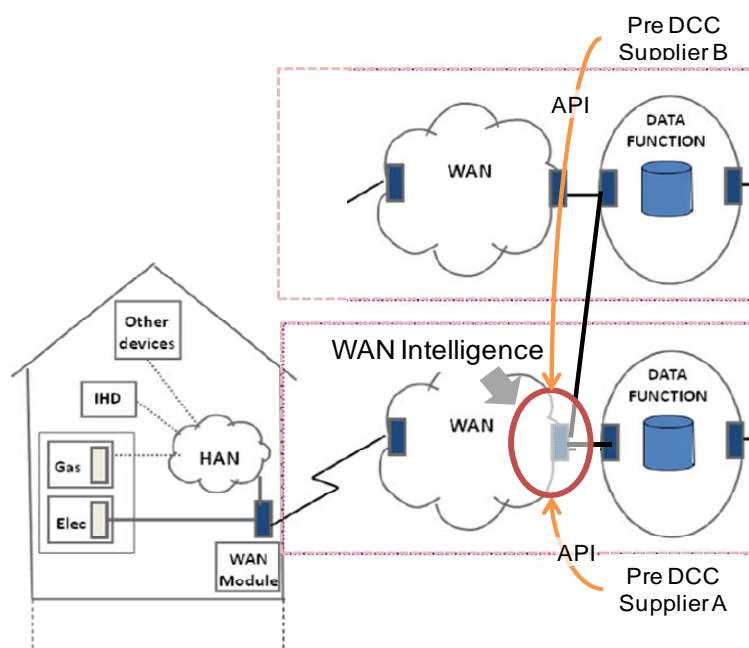 Pre DCC
Supplier B
API
DATA
FUNCTION
WAN
WAN Intelligence
Other
devices
IHD
DATA
FUNCTION
WAN
Gas
HAN
Elec
WAN
Module
API
Pre DCC
Supplier A